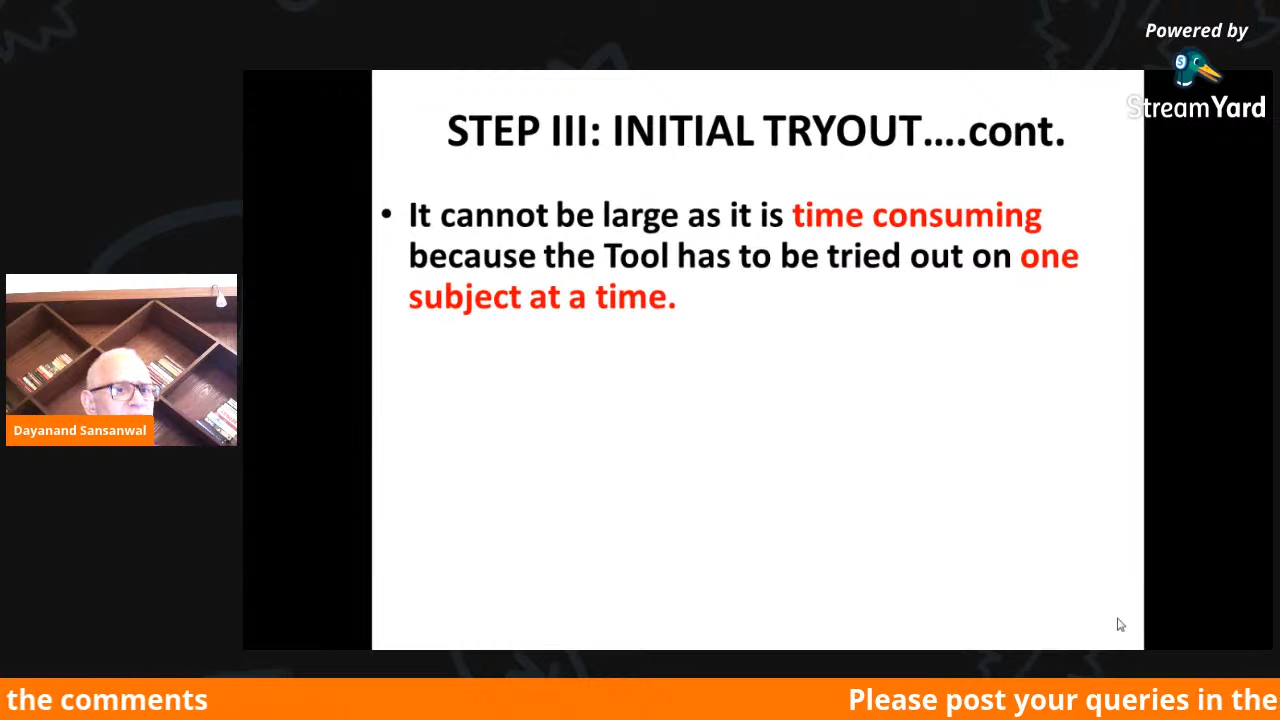 Powered by
StreamYard
STEP III: INITIAL TRYOUT....cont.
• It cannot be large as it is time consuming
because the Tool has to be tried out on one
subject at a time.
Dayanand Sansanwal
the comments
Please post your queries in the